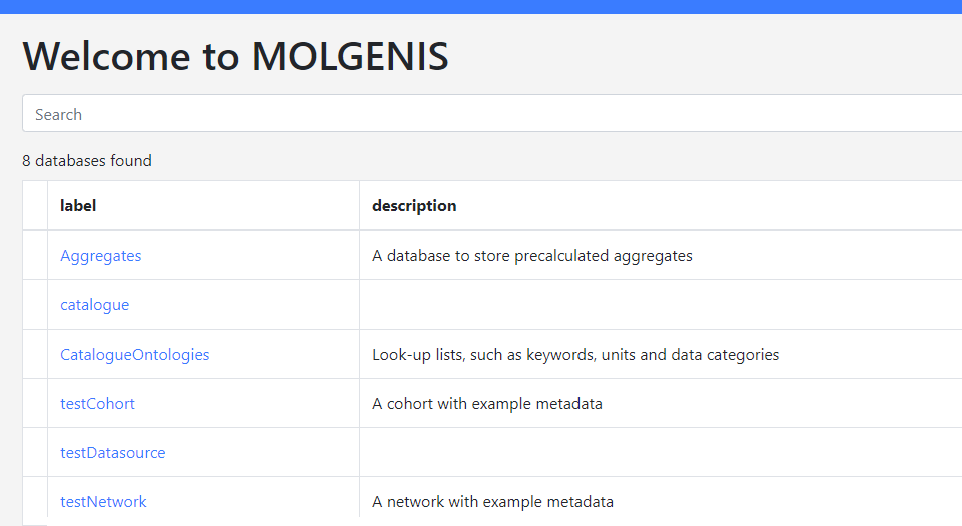 Welcome to MOLGENIS
Search
8 databases found
label description
Aggregates A database to store precalculated aggregates
catalogue
CatalogueOntologies Look-up lists, such as keywords, units and data categories
testCohort A cohort with example metadata
testDatasource
testNetwork A network with example metadata